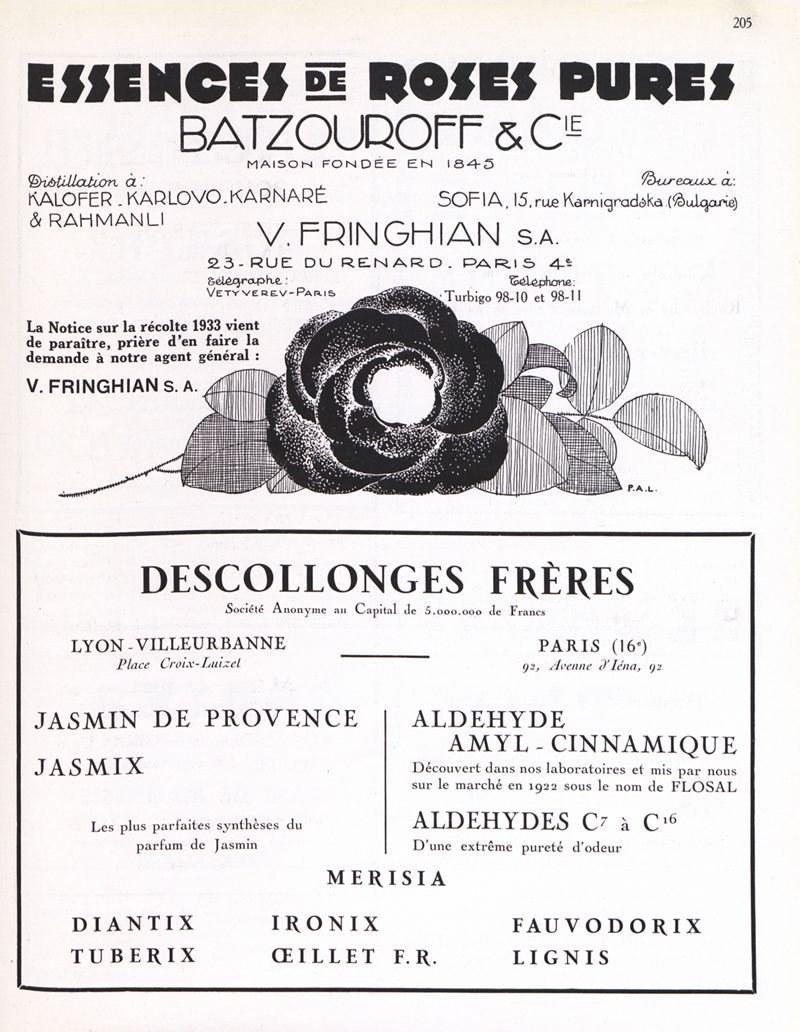 205
ESSENCES DE ROSES PURES
BATZOUROFF & CIE
MAISON FONDÉE EN 1845
Distillation à:
KALOFER - KARLOVO - KARNARÉ
& RAHMANLI
Bureaux à:
SOFIA, 15, rue Karnigradska (Bulgarie)
V. FRINGHIAN S.A.
23 - RUE DU RENARD. PARIS 4e
Télégraphe:
VETYVEREV-PARIS
Téléphone:
Turbigo 98-10 et 98-11
La Notice sur la récolte 1933 vient
de paraître, prière d'en faire la
demande à notre agent général :
V. FRINGHIAN S. A.
P.A.L.
DESCOLLONGES FRÈRES
Société Anonyme au Capital de 5.000.000 de Francs
LYON-VILLEURBANNE
Place Croix-Luizet
PARIS (16e)
92, Avenue d'Iéna, 92
JASMIN DE PROVENCE
JASMIX
Les plus parfaites synthèses du
parfum de Jasmin
ALDEHYDE
AMYL - CINNAMIQUE
Découvert dans nos laboratoires et mis par nous
sur le marché en 1922 sous le nom de FLOSAL
ALDEHYDES C7 à C16
D'une extrême pureté d'odeur
MERISIA
DIANTIX IRONIX FAUVODORIX
TUBERIX ŒILLET F.R. LIGNIS